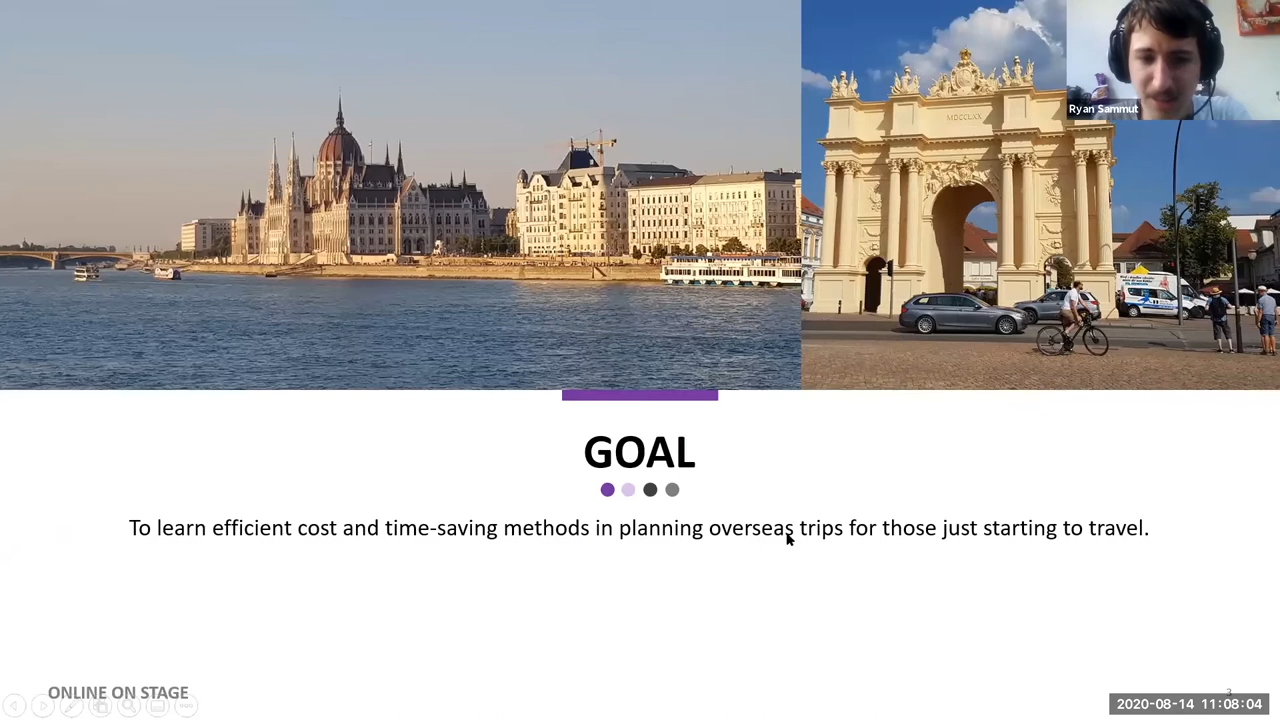 MDCCLXX
Ryan Sammut
GOAL
To learn efficient cost and time-saving methods in planning overseas trips for those just starting to travel.
ONLINE ON STAGE
3
2020-08-14 11:08:04